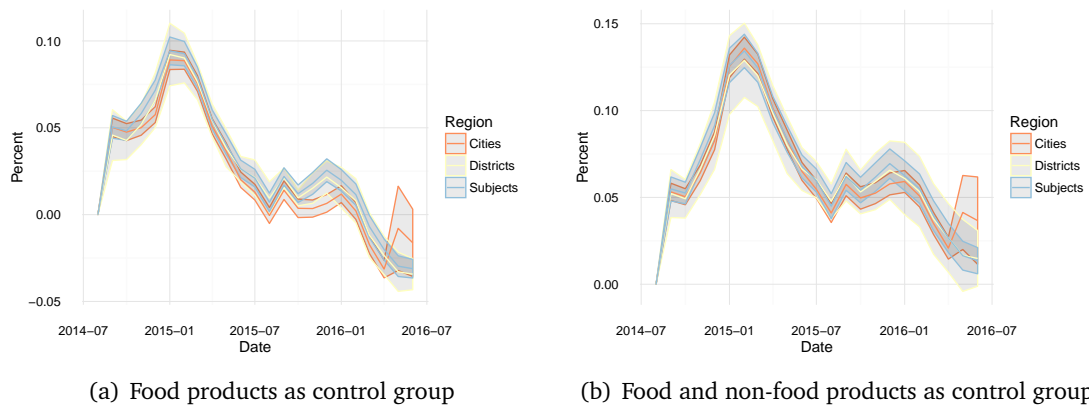 0.10
0.05
0.00
−0.05
Percent
2014−07
2015−01
2015−07
2016−01
2016−07
Date
Region
Cities
Districts
Subjects
(a) Food products as control group
0.15
0.10
0.05
0.00
Percent
2014−07
2015−01
2015−07
2016−01
2016−07
Date
Region
Cities
Districts
Subjects
(b) Food and non-food products as control group